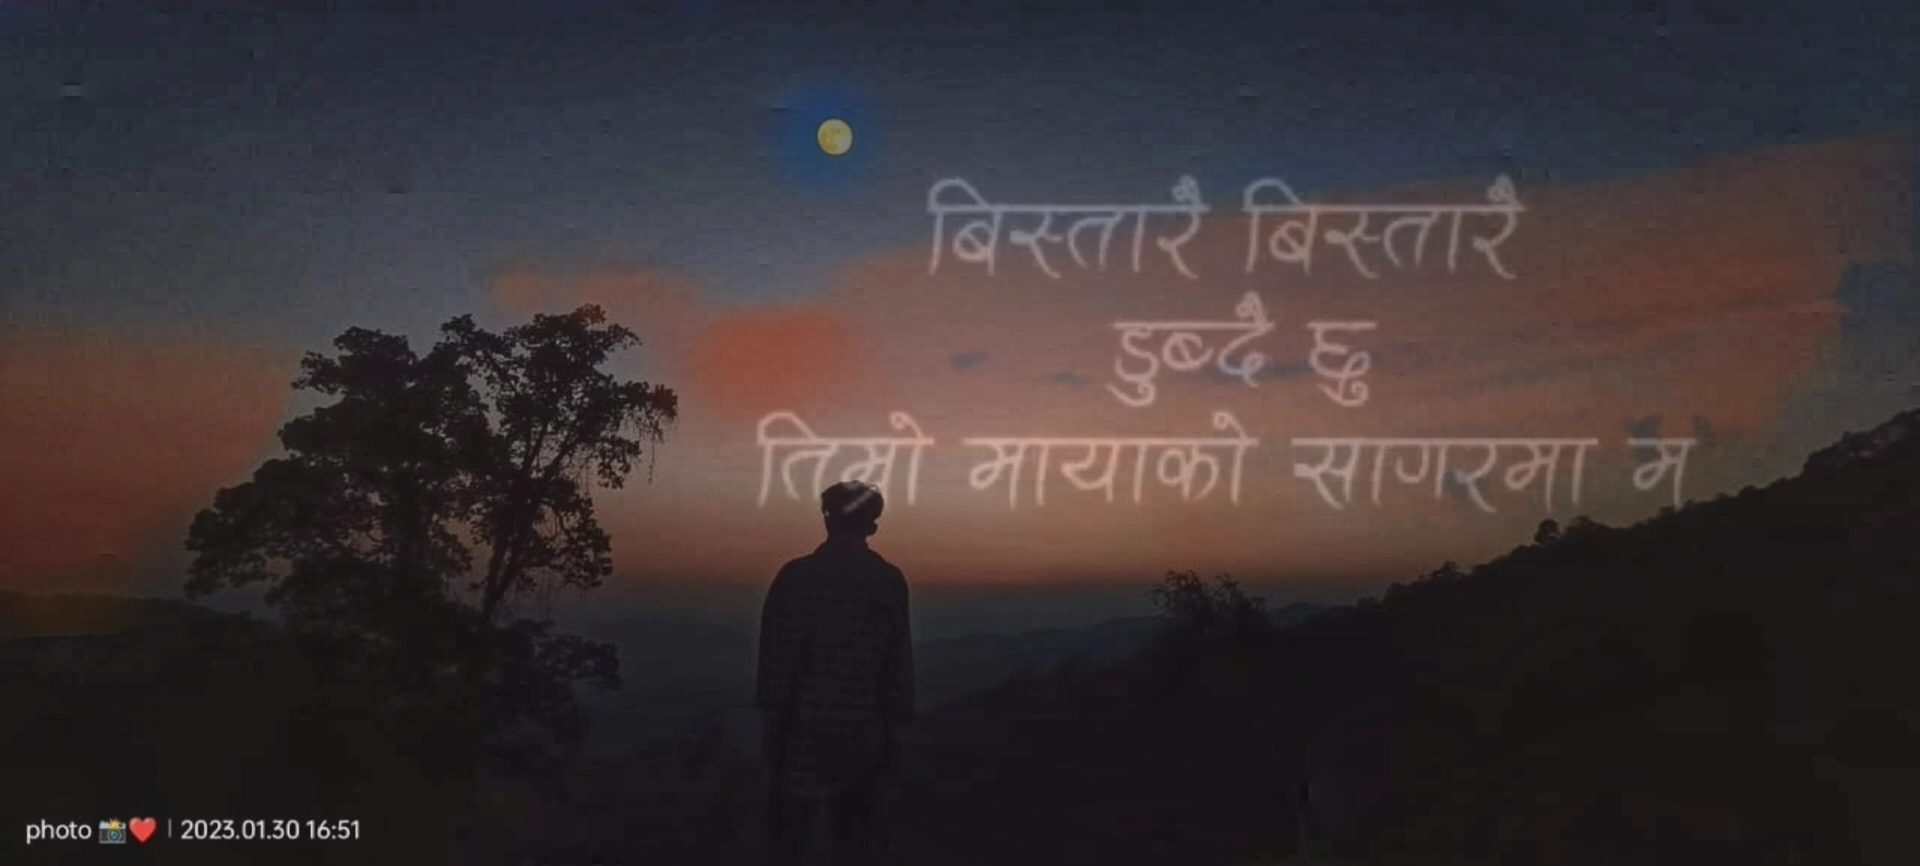 बिस्तारै बिस्तारै
डुब्दै छु
तिम्रो मायाको सागरमा म
photo 📸❤️ | 2023.01.30 16:51